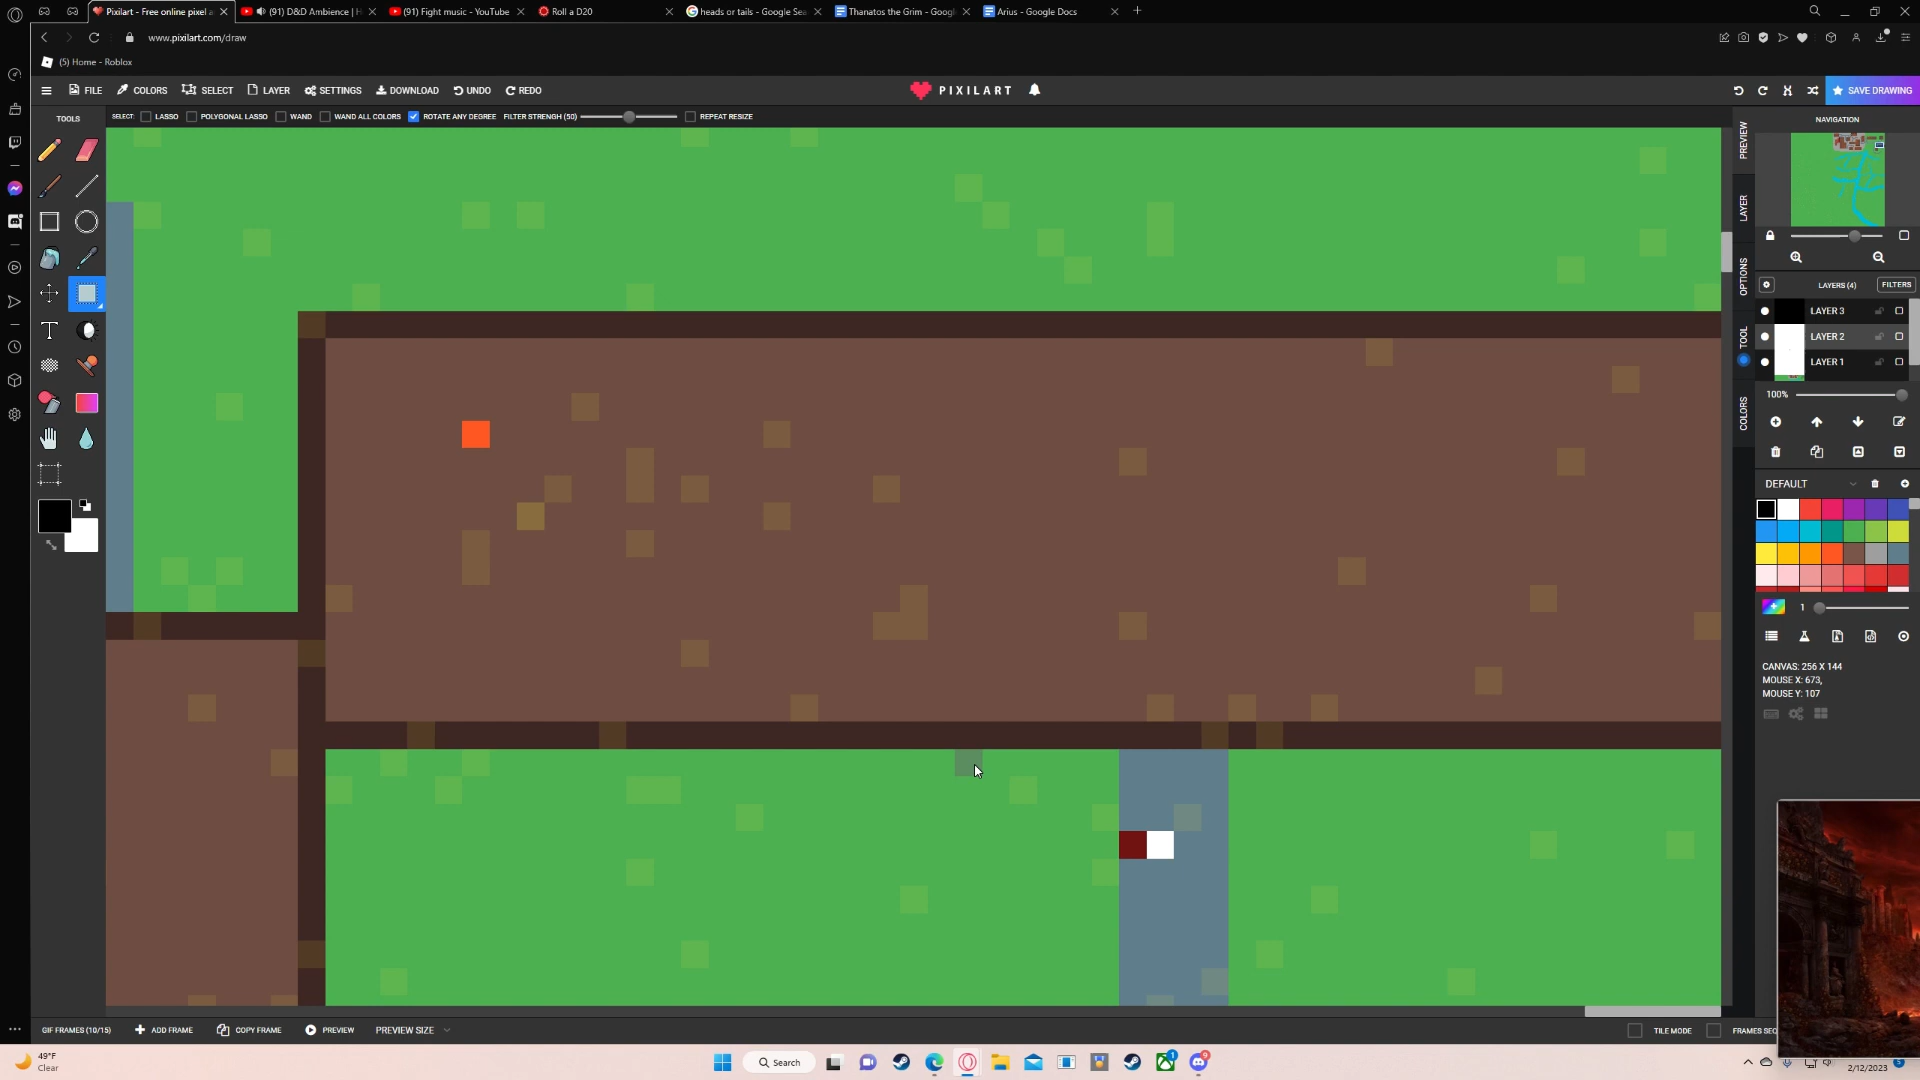 Pixilart - Free online pixel a
(91) D&D Ambience | H
(91) Fight music - YouTube
Roll a D20
heads or tails - Google Sea
Thanatos the Grim - Googl
Arius - Google Docs
www.pixilart.com/draw
(5) Home - Roblox
FILE
COLORS
SELECT
LAYER
SETTINGS
DOWNLOAD
UNDO
REDO
PIXILART
SAVE DRAWING
TOOLS
SELECT:
LASSO
POLYGONAL LASSO
WAND
WAND ALL COLORS
ROTATE ANY DEGREE
FILTER STRENGH (50)
REPEAT RESIZE
PREVIEW
LAYER
OPTIONS
TOOL
COLORS
NAVIGATION
LAYERS (4)
FILTERS
LAYER 3
LAYER 2
LAYER 1
100%
DEFAULT
1
CANVAS: 256 X 144
MOUSE X: 673,
MOUSE Y: 107
GIF FRAMES (10/15)
ADD FRAME
COPY FRAME
PREVIEW
PREVIEW SIZE
TILE MODE
FRAMES SEQ
49°F
Clear
Search
1
9
2/12/2023
5